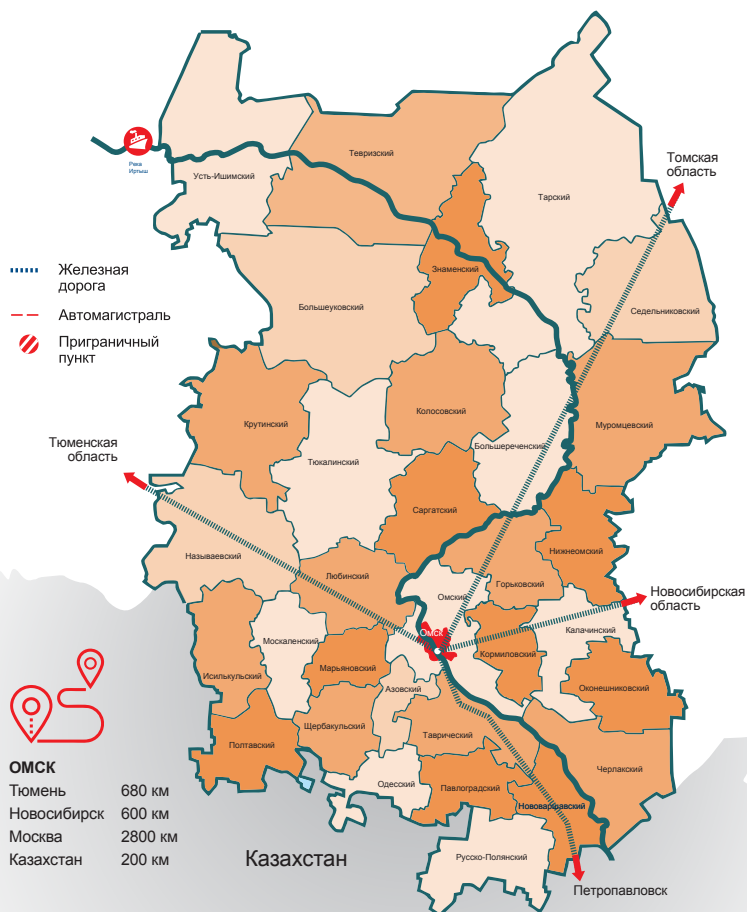 Томская
область
Тевризский
Река
Иртыш
Усть-Ишимский
Тарский
Железная
дорога
Знаменский
Автомагистраль
Большеуковский
Седельниковский
Приграничный
пункт
Крутинский
Колосовский
Муромцевский
Тюменская
область
Тюкалинский
Большереченский
Саргатский
Называевский
Нижнеомский
Любинский
Горьковский
Омский
Новосибирская
область
Омск
Москаленский
Калачинский
Кормиловский
Марьяновский
Исилькульский
Азовский
Оконешниковский
Щербакульский
Таврический
Полтавский
Черлакский
Одесский
Павлоградский
Нововаршавский
ОМСК
Тюмень 680 км
Новосибирск 600 км
Москва 2800 км
Казахстан 200 км
Казахстан
Русско-Полянский
Петропавловск